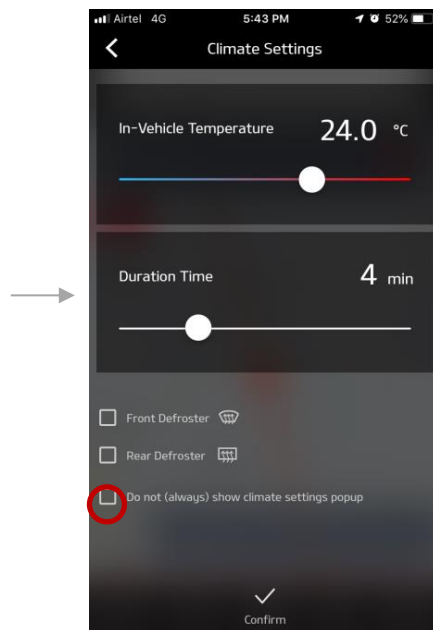 Airtel 4G 5:43 PM 52%
Climate Settings
In-Vehicle Temperature 24.0 °C
Duration Time 4 min
Front Defroster
Rear Defroster
Do not (always) show climate settings popup
Confirm